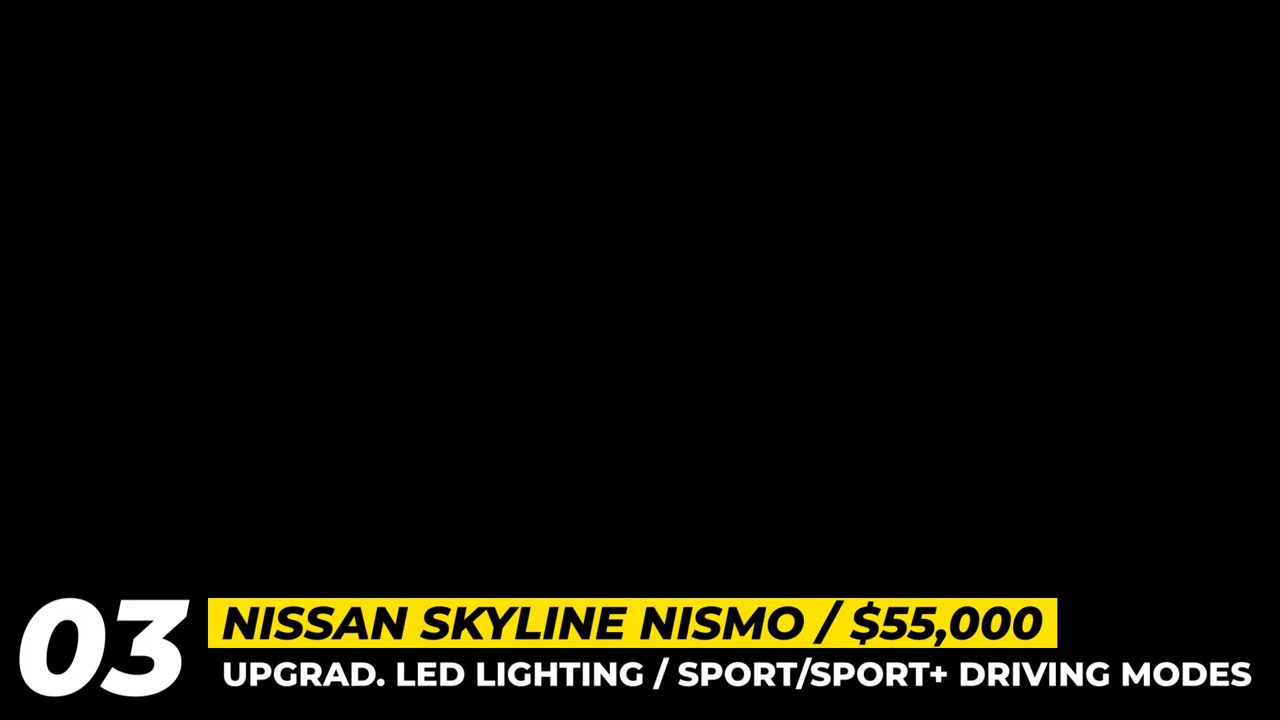 03
NISSAN SKYLINE NISMO / $55,000
UPGRAD. LED LIGHTING / SPORT/SPORT+ DRIVING MODES